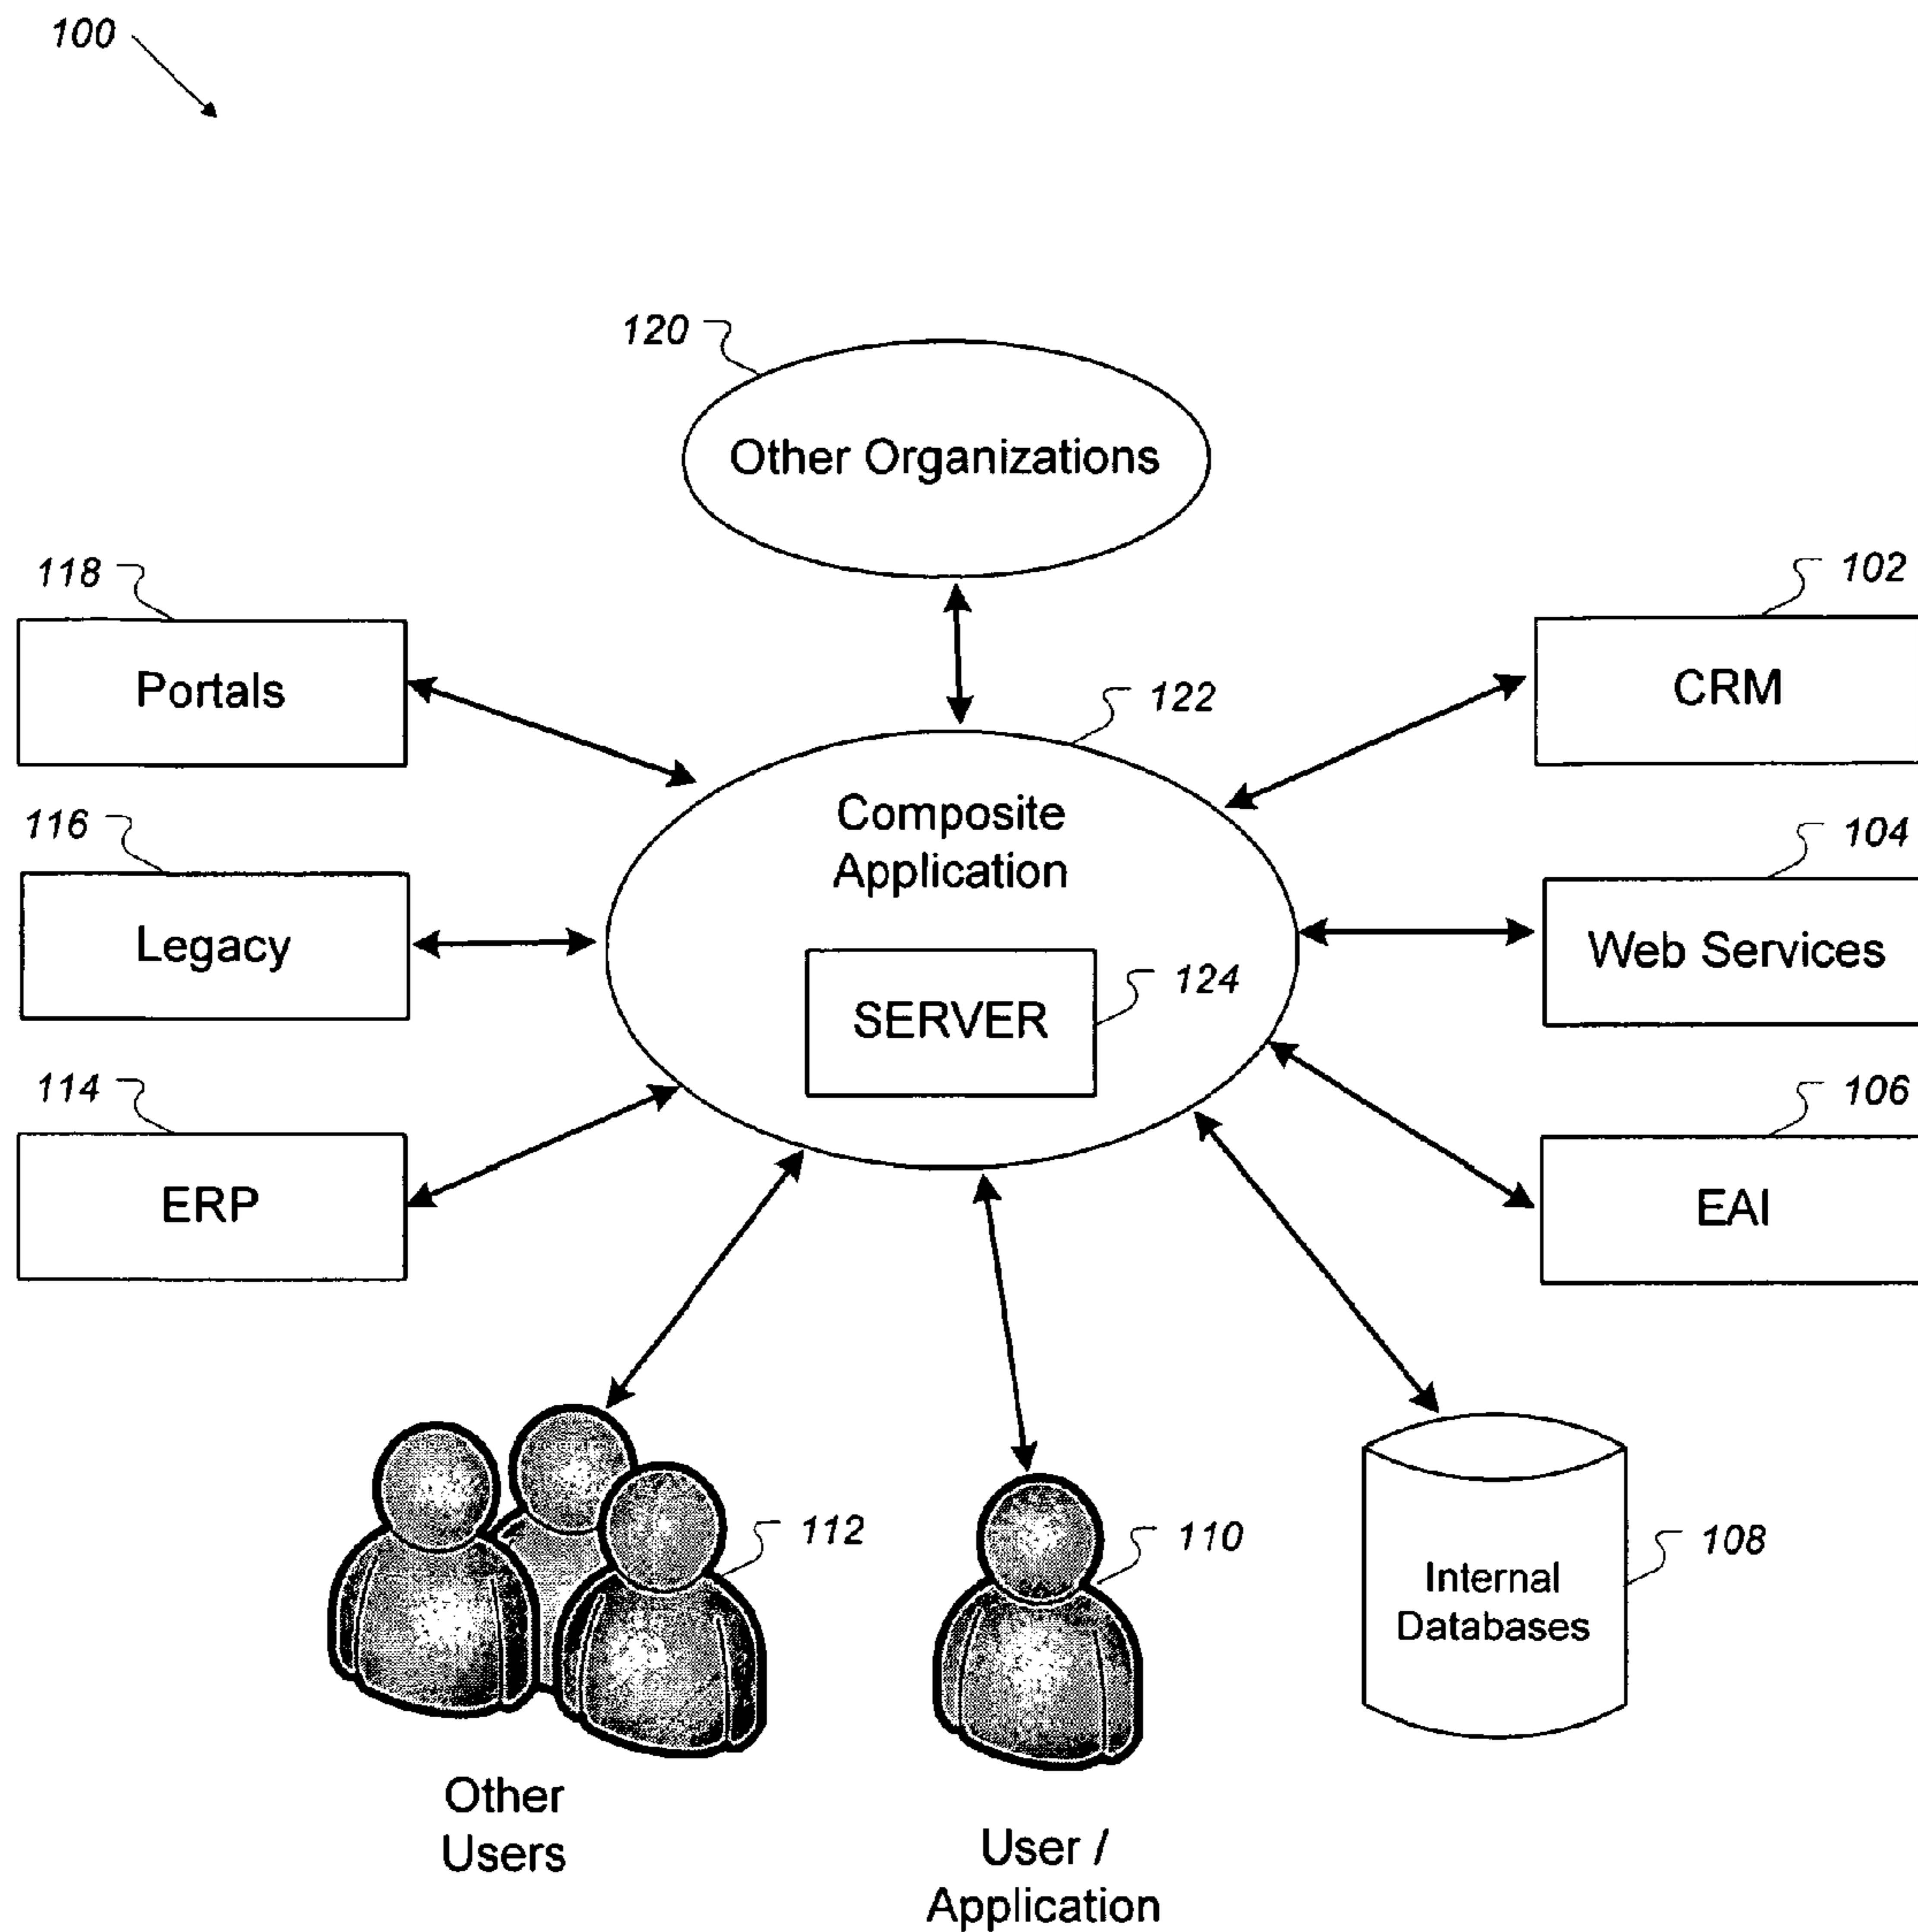 100
120
Other Organizations
118
Portals
102
CRM
122
Composite
Application
116
Legacy
104
Web Services
SERVER
124
114
ERP
106
EAI
112
110
108
Internal
Databases
Other
Users
User /
Application